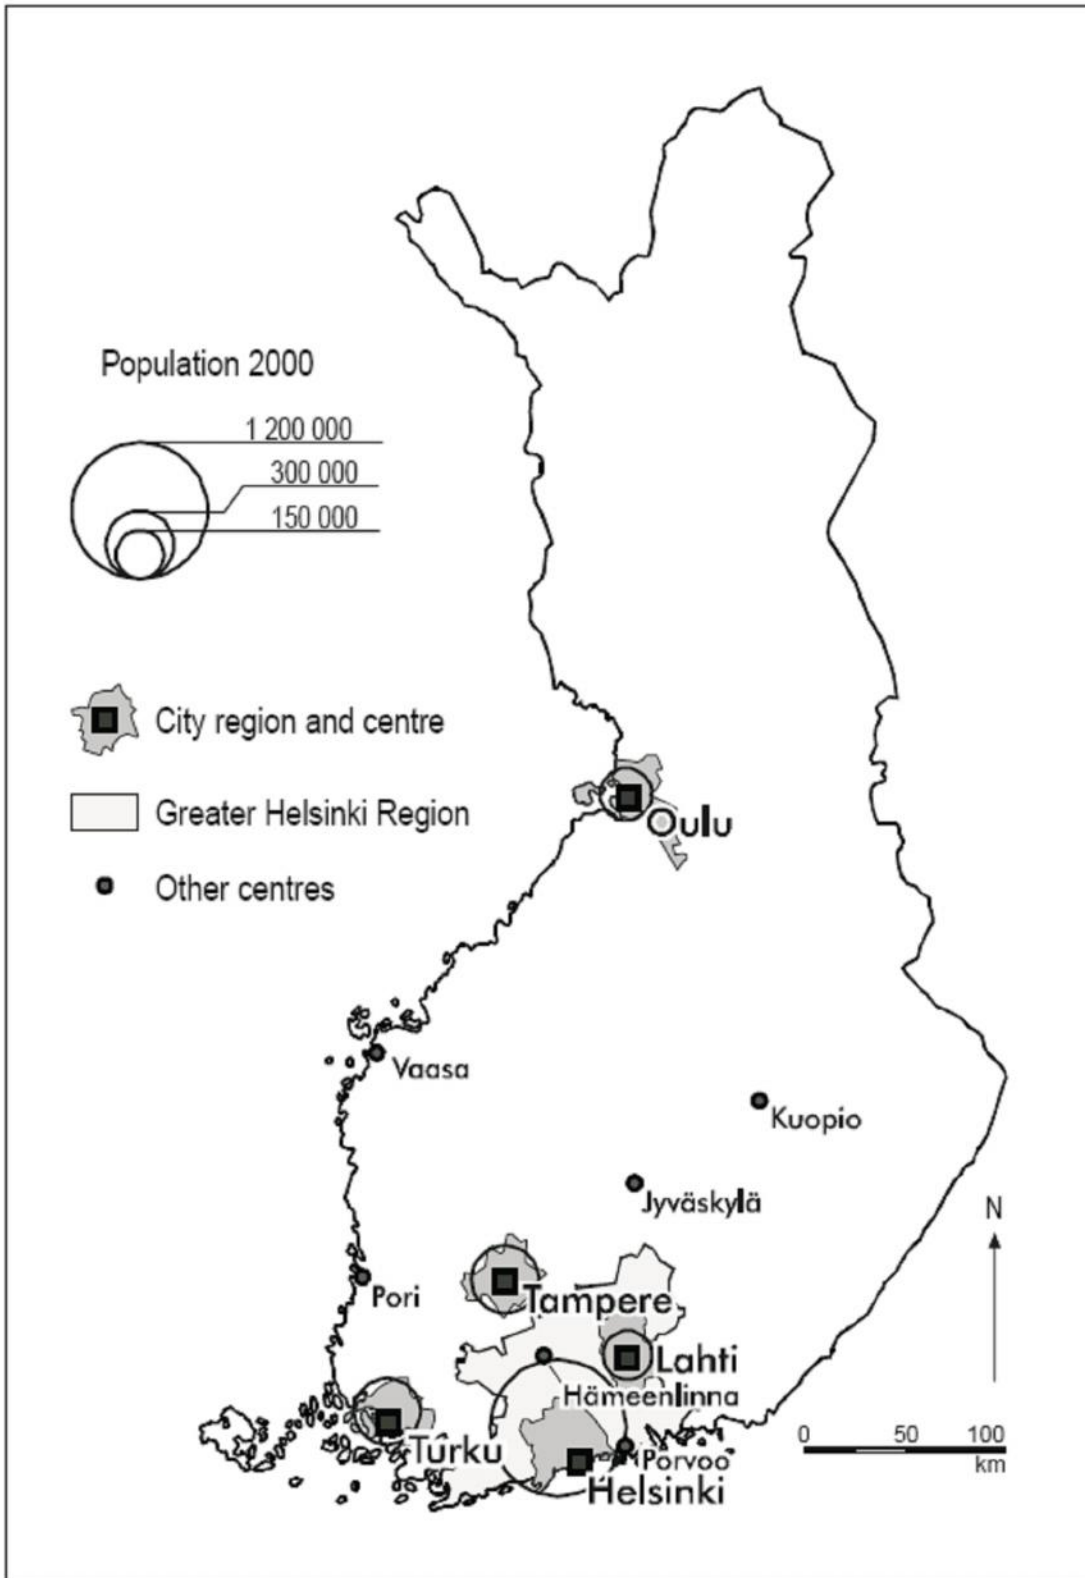 Population 2000
1 200 000
300 000
150 000
City region and centre
Greater Helsinki Region
Other centres
Oulu
Vaasa
Kuopio
Jyväskylä
N
Pori
Tampere
Lahti
Hämeenlinna
Turku
Porvoo
Helsinki
0 50 100
km